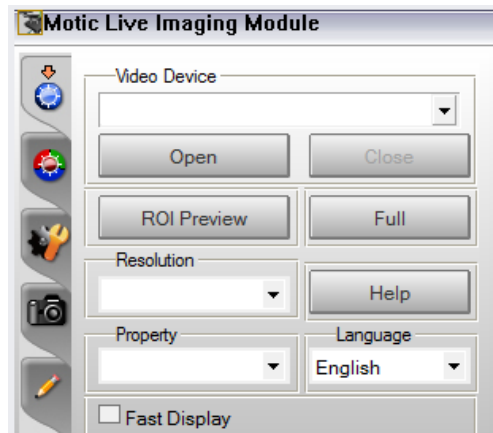 Motic Live Imaging Module
Video Device
Open Close
ROI Preview Full
Resolution
Help
Property Language
English
Fast Display